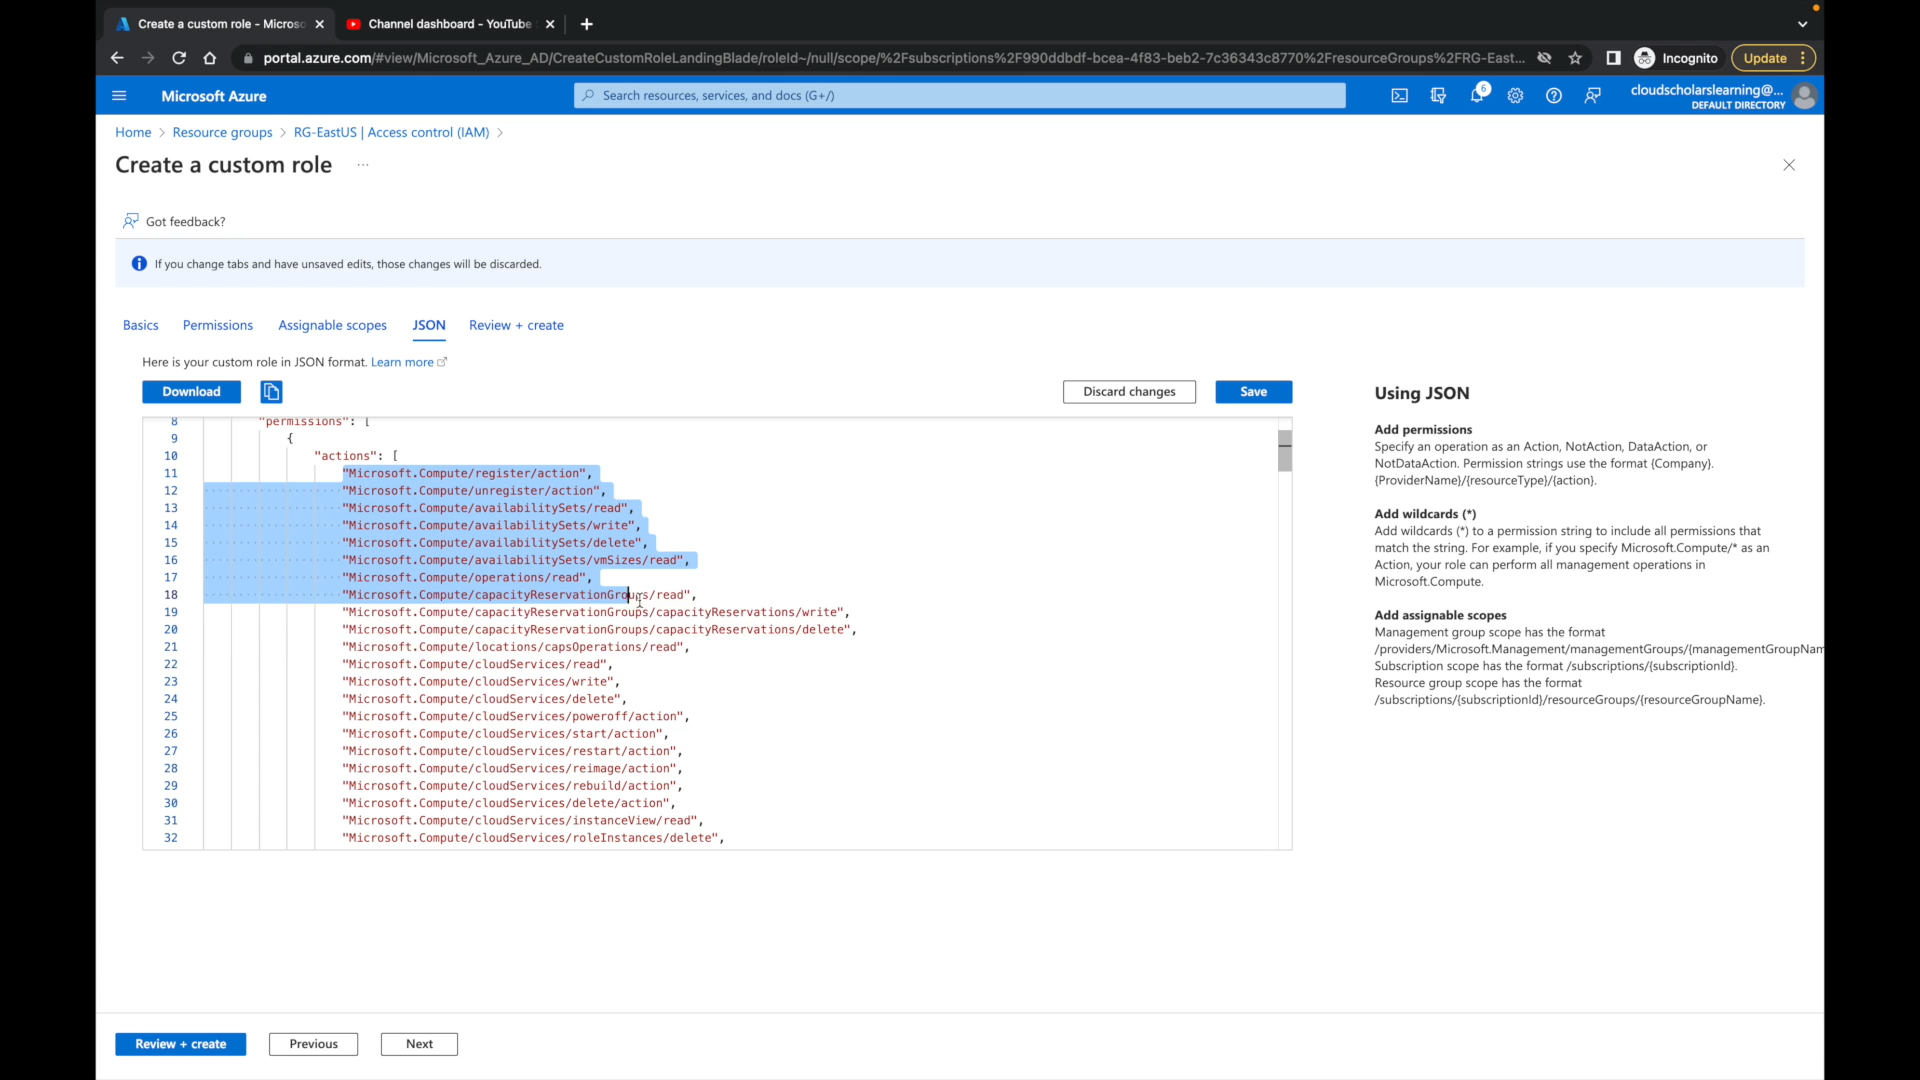 Create a custom role - Micros
Channel dashboard - YouTube
portal.azure.com/#view/Microsoft_Azure_AD/CreateCustomRoleLandingBlade/roleId~/null/scope/%2Fsubscriptions%2F990ddbdf-bcea-4f83-beb2-7c36343c8770%2FresourceGroups%2FRG-East...
Incognito
Update
Microsoft Azure
Search resources, services, and docs (G+/)
6
cloudscholarslearning@...
DEFAULT DIRECTORY
Home > Resource groups > RG-EastUS | Access control (IAM) >
Create a custom role ...
Got feedback?
If you change tabs and have unsaved edits, those changes will be discarded.
Basics Permissions Assignable scopes JSON Review + create
Here is your custom role in JSON format. Learn more
Download
Discard changes
Save
8 "permissions": [
9 {
10 "actions": [
11 "Microsoft.Compute/register/action",
12 "Microsoft.Compute/unregister/action",
13 "Microsoft.Compute/availabilitySets/read",
14 "Microsoft.Compute/availabilitySets/write",
15 "Microsoft.Compute/availabilitySets/delete",
16 "Microsoft.Compute/availabilitySets/vmSizes/read",
17 "Microsoft.Compute/operations/read",
18 "Microsoft.Compute/capacityReservationGroups/read",
19 "Microsoft.Compute/capacityReservationGroups/capacityReservations/write",
20 "Microsoft.Compute/capacityReservationGroups/capacityReservations/delete",
21 "Microsoft.Compute/locations/capsOperations/read",
22 "Microsoft.Compute/cloudServices/read",
23 "Microsoft.Compute/cloudServices/write",
24 "Microsoft.Compute/cloudServices/delete",
25 "Microsoft.Compute/cloudServices/poweroff/action",
26 "Microsoft.Compute/cloudServices/start/action",
27 "Microsoft.Compute/cloudServices/restart/action",
28 "Microsoft.Compute/cloudServices/reimage/action",
29 "Microsoft.Compute/cloudServices/rebuild/action",
30 "Microsoft.Compute/cloudServices/delete/action",
31 "Microsoft.Compute/cloudServices/instanceView/read",
32 "Microsoft.Compute/cloudServices/roleInstances/delete",
Using JSON
Add permissions
Specify an operation as an Action, NotAction, DataAction, or
NotDataAction. Permission strings use the format {Company}.
{ProviderName}/{resourceType}/{action}.
Add wildcards (*)
Add wildcards (*) to a permission string to include all permissions that
match the string. For example, if you specify Microsoft.Compute/* as an
Action, your role can perform all management operations in
Microsoft.Compute.
Add assignable scopes
Management group scope has the format
/providers/Microsoft.Management/managementGroups/{managementGroupNam
Subscription scope has the format /subscriptions/{subscriptionId}.
Resource group scope has the format
/subscriptions/{subscriptionId}/resourceGroups/{resourceGroupName}.
Review + create
Previous
Next